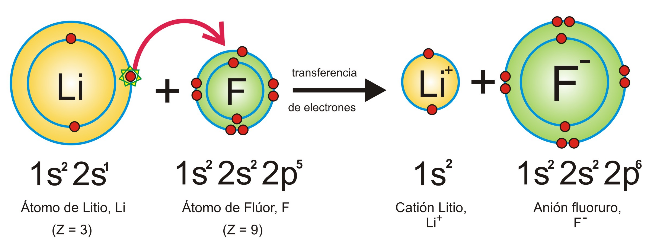 Li
+
F
transferencia
de electrones
Li⁺
+
F⁻
1s² 2s¹
1s² 2s² 2p⁵
1s²
1s² 2s² 2p⁶
Átomo de Litio, Li
(Z = 3)
Átomo de Flúor, F
(Z = 9)
Catión Litio,
Li⁺
Anión fluoruro,
F⁻